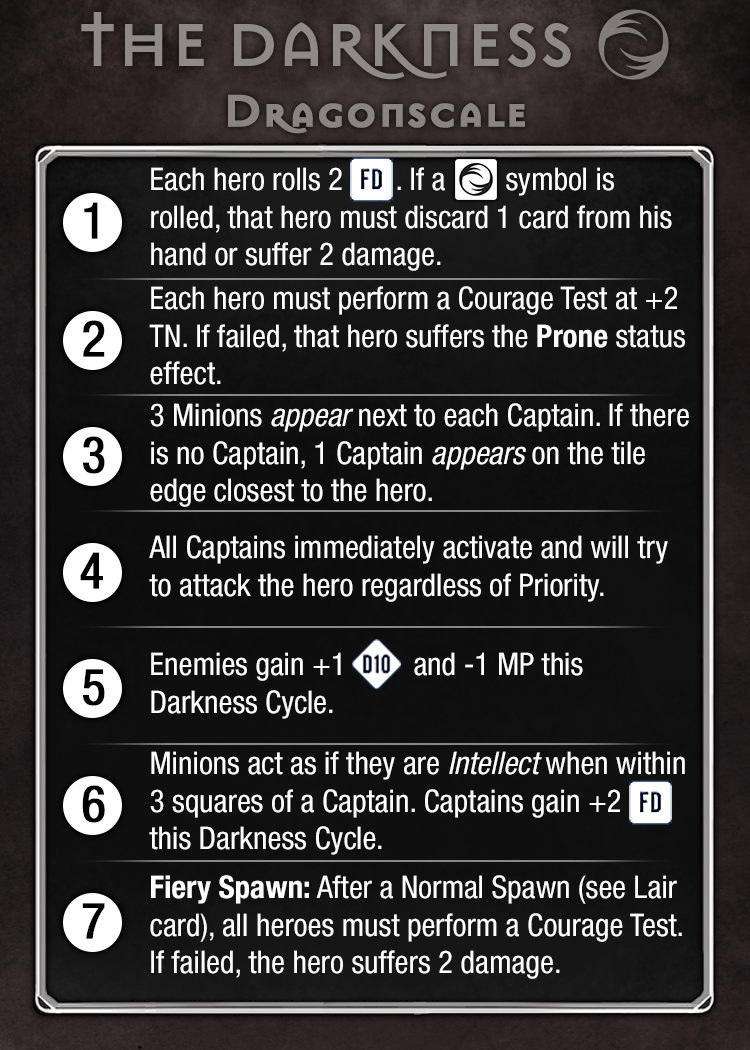 THE DARKNESS
DRAGONSCALE
1
Each hero rolls 2 FD . If a symbol is
rolled, that hero must discard 1 card from his
hand or suffer 2 damage.
2
Each hero must perform a Courage Test at +2
TN. If failed, that hero suffers the Prone status
effect.
3
3 Minions appear next to each Captain. If there
is no Captain, 1 Captain appears on the tile
edge closest to the hero.
4
All Captains immediately activate and will try
to attack the hero regardless of Priority.
5
Enemies gain +1 D10 and -1 MP this
Darkness Cycle.
6
Minions act as if they are Intellect when within
3 squares of a Captain. Captains gain +2 FD
this Darkness Cycle.
7
Fiery Spawn: After a Normal Spawn (see Lair
card), all heroes must perform a Courage Test.
If failed, the hero suffers 2 damage.